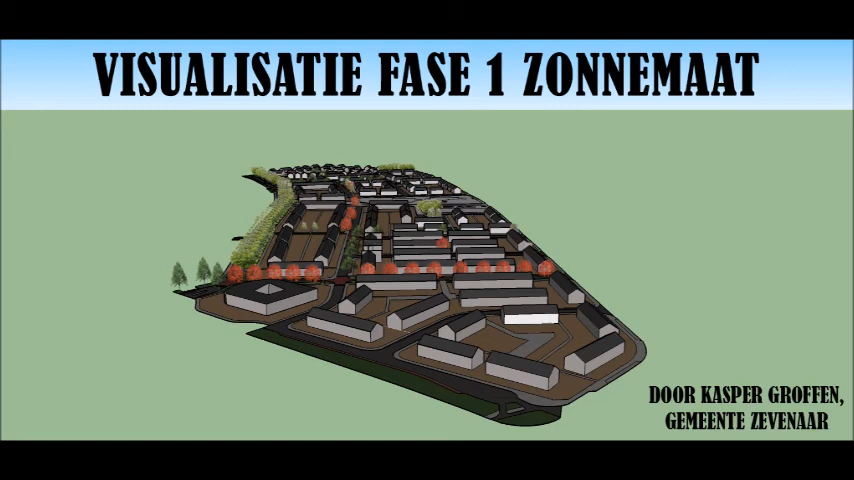 VISUALISATIE FASE 1 ZONNEMAAT
DOOR KASPER GROFFEN,
GEMEENTE ZEVENAAR